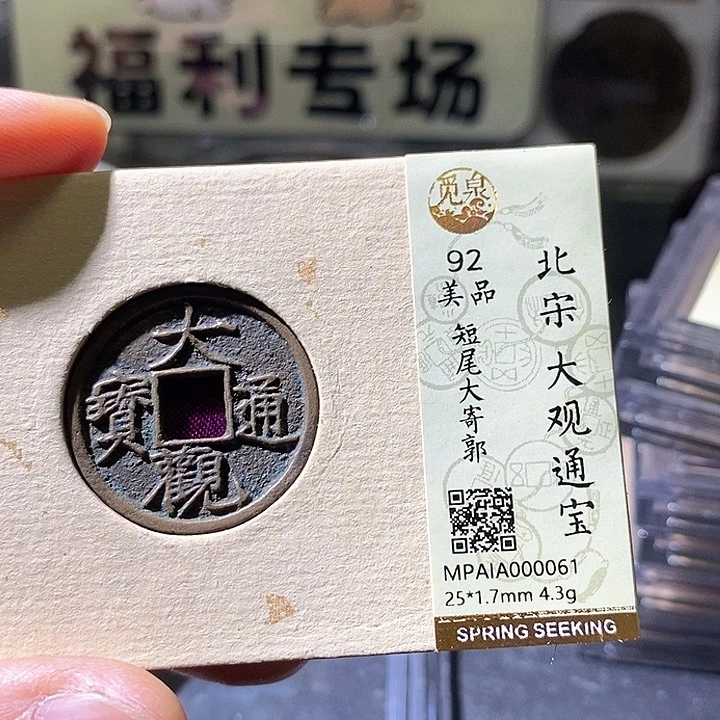 福利专场
大
觀
通
寶
觅泉
92
美品
短尾大寄郭
北宋 大观通宝
MPAIA000061
25*1.7mm 4.3g
SPRING SEEKING